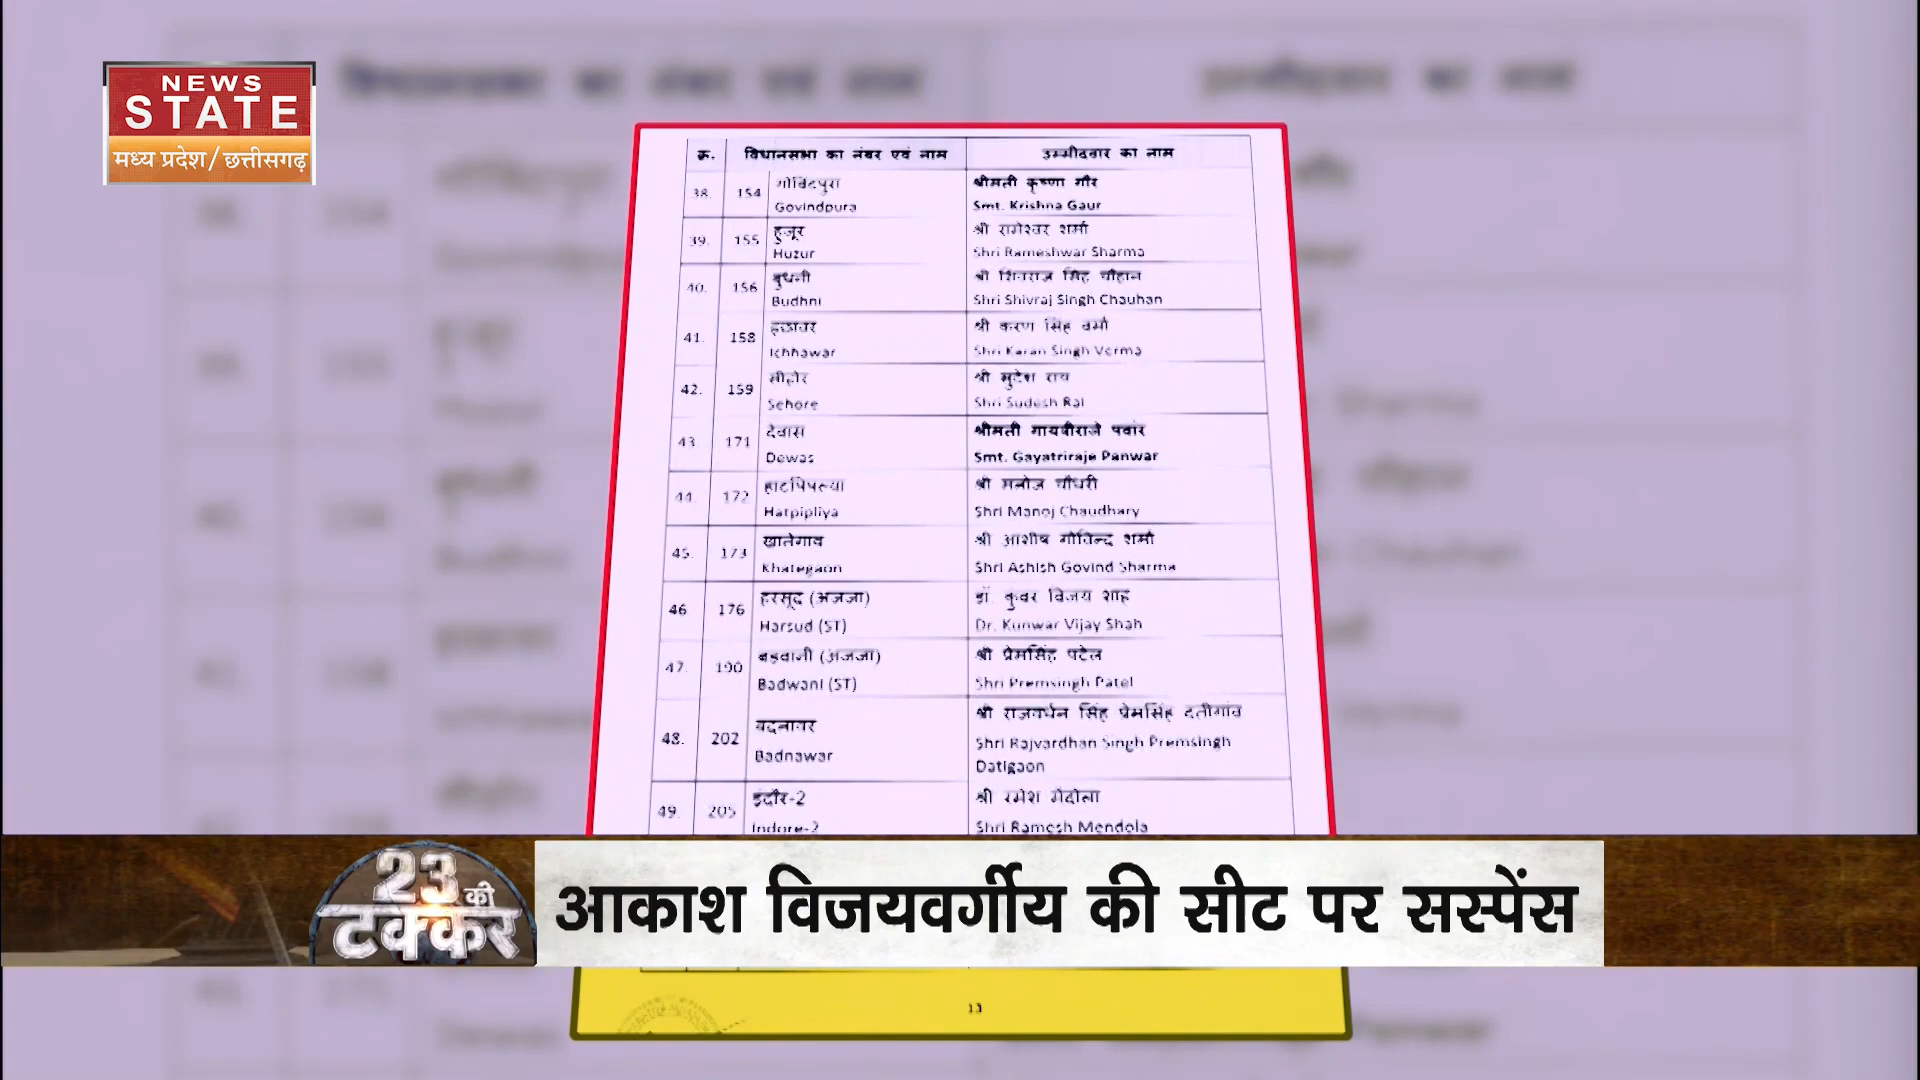 NEWS
STATE
मध्य प्रदेश/छत्तीसगढ़
क्र. विधानसभा का नंबर एवं नाम उम्मीदवार का नाम
38. 154 गोविंदपुरा श्रीमती कृष्णा गौर
Govindpura Smt. Krishna Gaur
39. 155 हुजूर श्री रामेश्वर शर्मा
Huzur Shri Rameshwar Sharma
40. 156 बुधनी श्री शिवराज सिंह चौहान
Budhni Shri Shivraj Singh Chauhan
41. 158 इछावर श्री करण सिंह वर्मा
Ichhawar Shri Karan Singh Verma
42. 159 सीहोर श्री सुदेश राय
Sehore Shri Sudesh Rai
43 171 देवास श्रीमती गायत्रीराजे पवार
Dewas Smt. Gayatriraje Panwar
44. 172 हाटपिपल्या श्री मनोज चौधरी
Hatpipliya Shri Manoj Chaudhary
45. 173 खातेगांव श्री आशीष गोविन्द शर्मा
Khategaon Shri Ashish Govind Sharma
46 176 हरसूद (अजजा) डॉ. कुंवर विजय शाह
Harsud (ST) Dr. Kunwar Vijay Shah
47. 190 बड़वानी (अजजा) श्री प्रेमसिंह पटेल
Badwani (ST) Shri Premsingh Patel
48. 202 बदनावर श्री राजवर्धन सिंह प्रेमसिंह दत्तीगांव
Badnawar Shri Rajvardhan Singh Premsingh
Datigaon
49. 205 इंदौर-2 श्री रमेश मेंदोला
Indore-2 Shri Ramesh Mendola
23 की
टक्कर
आकाश विजयवर्गीय की सीट पर सस्पेंस
13